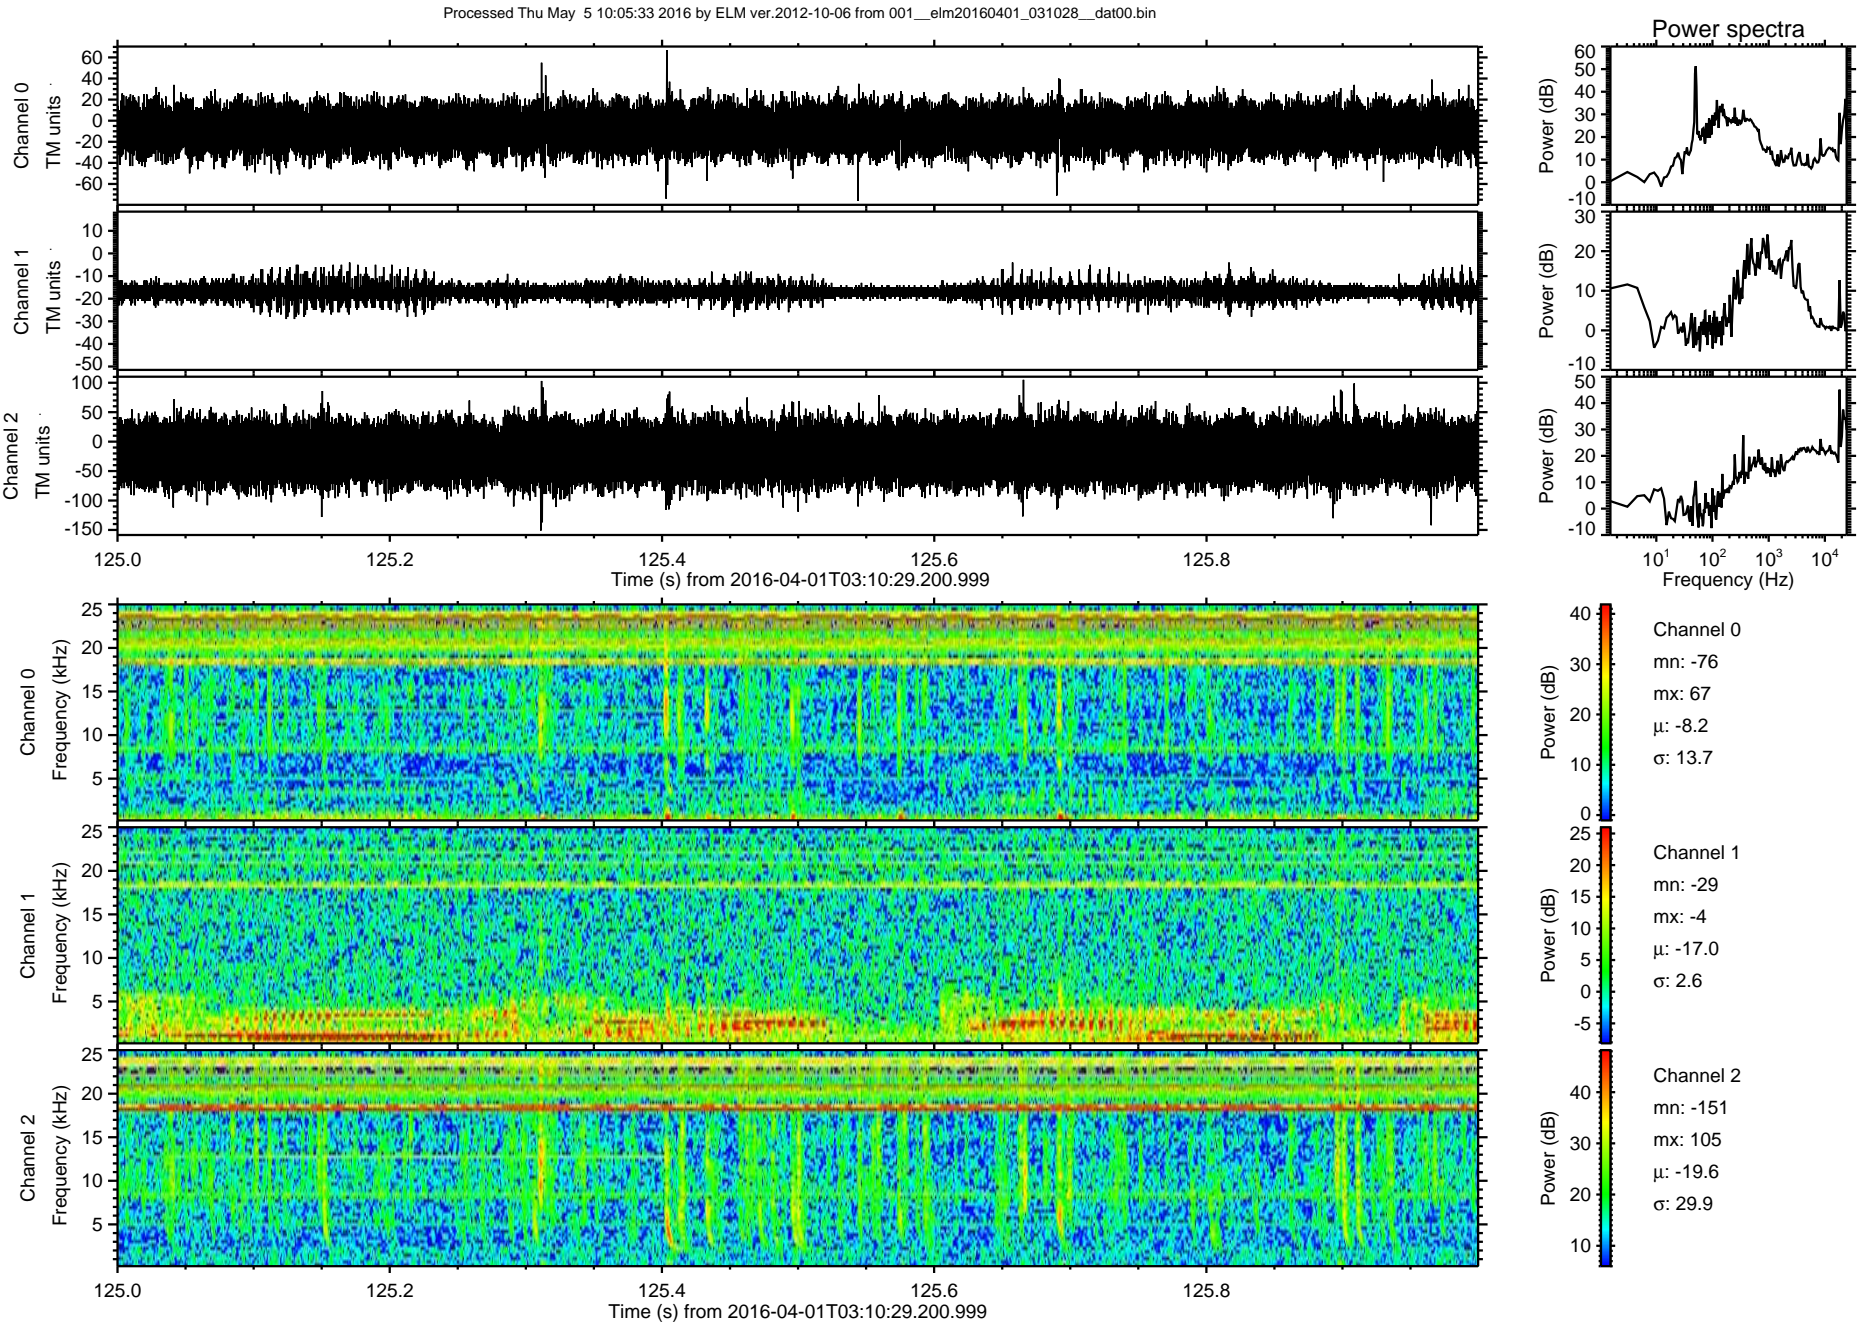 Processed Thu May  5 10:05:33 2016 by ELM ver.2012-10-06 from 001__elm20160401_031028__dat00.bin
Power spectra
Channel 0
TM units
60
40
20
0
-20
-40
-60
Power (dB)
60
50
40
30
20
10
0
-10
Channel 1
TM units
10
0
-10
-20
-30
-40
-50
Power (dB)
30
20
10
0
-10
Channel 2
TM units
100
50
0
-50
-100
-150
Power (dB)
50
40
30
20
10
0
-10
125.0 125.2 125.4 125.6 125.8
Time (s) from 2016-04-01T03:10:29.200.999
10^1 10^2 10^3 10^4
Frequency (Hz)
Channel 0
Frequency (kHz)
25
20
15
10
5
Power (dB)
40
30
20
10
0
Channel 0
mn: -76
mx: 67
μ: -8.2
σ: 13.7
Channel 1
Frequency (kHz)
25
20
15
10
5
Power (dB)
25
20
15
10
5
0
-5
Channel 1
mn: -29
mx: -4
μ: -17.0
σ: 2.6
Channel 2
Frequency (kHz)
25
20
15
10
5
Power (dB)
40
30
20
10
Channel 2
mn: -151
mx: 105
μ: -19.6
σ: 29.9
125.0 125.2 125.4 125.6 125.8
Time (s) from 2016-04-01T03:10:29.200.999